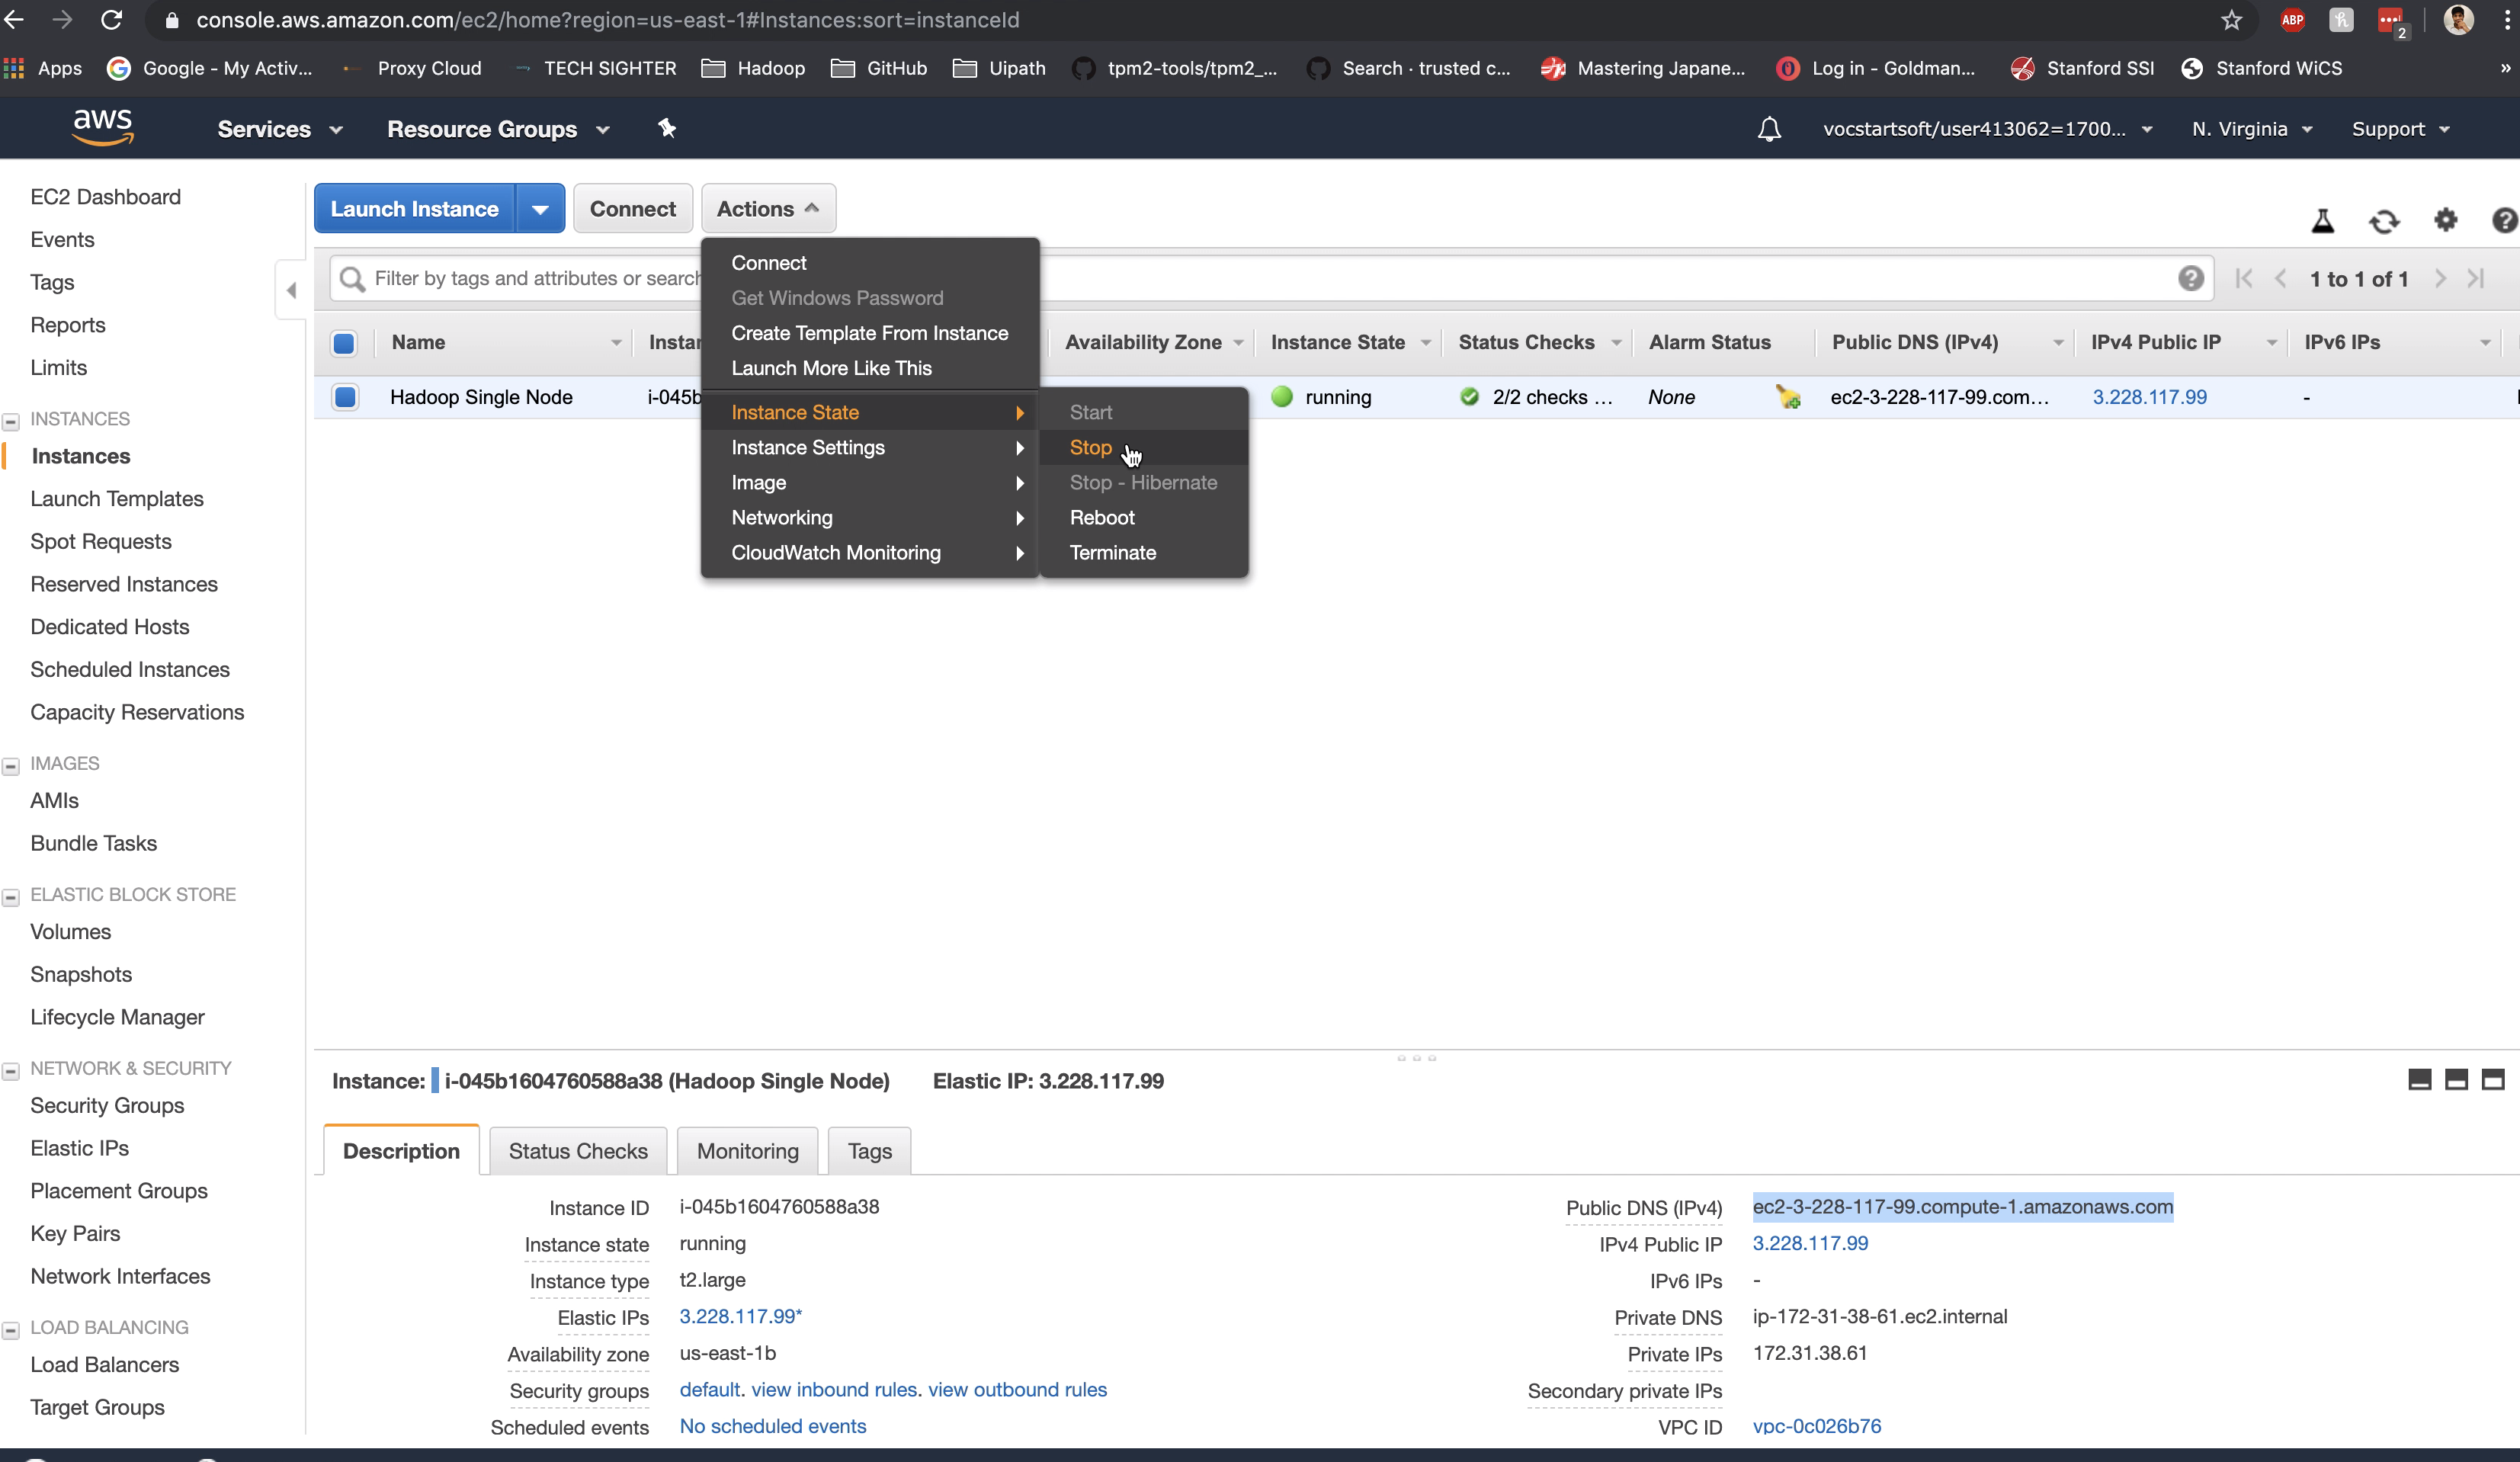 console.aws.amazon.com/ec2/home?region=us-east-1#Instances:sort=instanceId
ABP
2
Apps
Google - My Activ...
Proxy Cloud
TECH SIGHTER
Hadoop
GitHub
Uipath
tpm2-tools/tpm2_...
Search · trusted c...
Mastering Japane...
Log in - Goldman...
Stanford SSI
Stanford WiCS
»
aws
Services
Resource Groups
vocstartsoft/user413062=1700...
N. Virginia
Support
EC2 Dashboard
Events
Tags
Reports
Limits
INSTANCES
Instances
Launch Templates
Spot Requests
Reserved Instances
Dedicated Hosts
Scheduled Instances
Capacity Reservations
IMAGES
AMIs
Bundle Tasks
ELASTIC BLOCK STORE
Volumes
Snapshots
Lifecycle Manager
NETWORK & SECURITY
Security Groups
Elastic IPs
Placement Groups
Key Pairs
Network Interfaces
LOAD BALANCING
Load Balancers
Target Groups
Launch Instance
Connect
Actions
Filter by tags and attributes or search
1 to 1 of 1
Name
Instan
Availability Zone
Instance State
Status Checks
Alarm Status
Public DNS (IPv4)
IPv4 Public IP
IPv6 IPs
Hadoop Single Node
i-045b
running
2/2 checks ...
None
ec2-3-228-117-99.com...
3.228.117.99
-
Connect
Get Windows Password
Create Template From Instance
Launch More Like This
Instance State
Instance Settings
Image
Networking
CloudWatch Monitoring
Start
Stop
Stop - Hibernate
Reboot
Terminate
Instance: i-045b1604760588a38 (Hadoop Single Node) Elastic IP: 3.228.117.99
Description
Status Checks
Monitoring
Tags
Instance ID i-045b1604760588a38
Instance state running
Instance type t2.large
Elastic IPs 3.228.117.99*
Availability zone us-east-1b
Security groups default. view inbound rules. view outbound rules
Scheduled events No scheduled events
Public DNS (IPv4) ec2-3-228-117-99.compute-1.amazonaws.com
IPv4 Public IP 3.228.117.99
IPv6 IPs -
Private DNS ip-172-31-38-61.ec2.internal
Private IPs 172.31.38.61
Secondary private IPs
VPC ID vpc-0c026b76